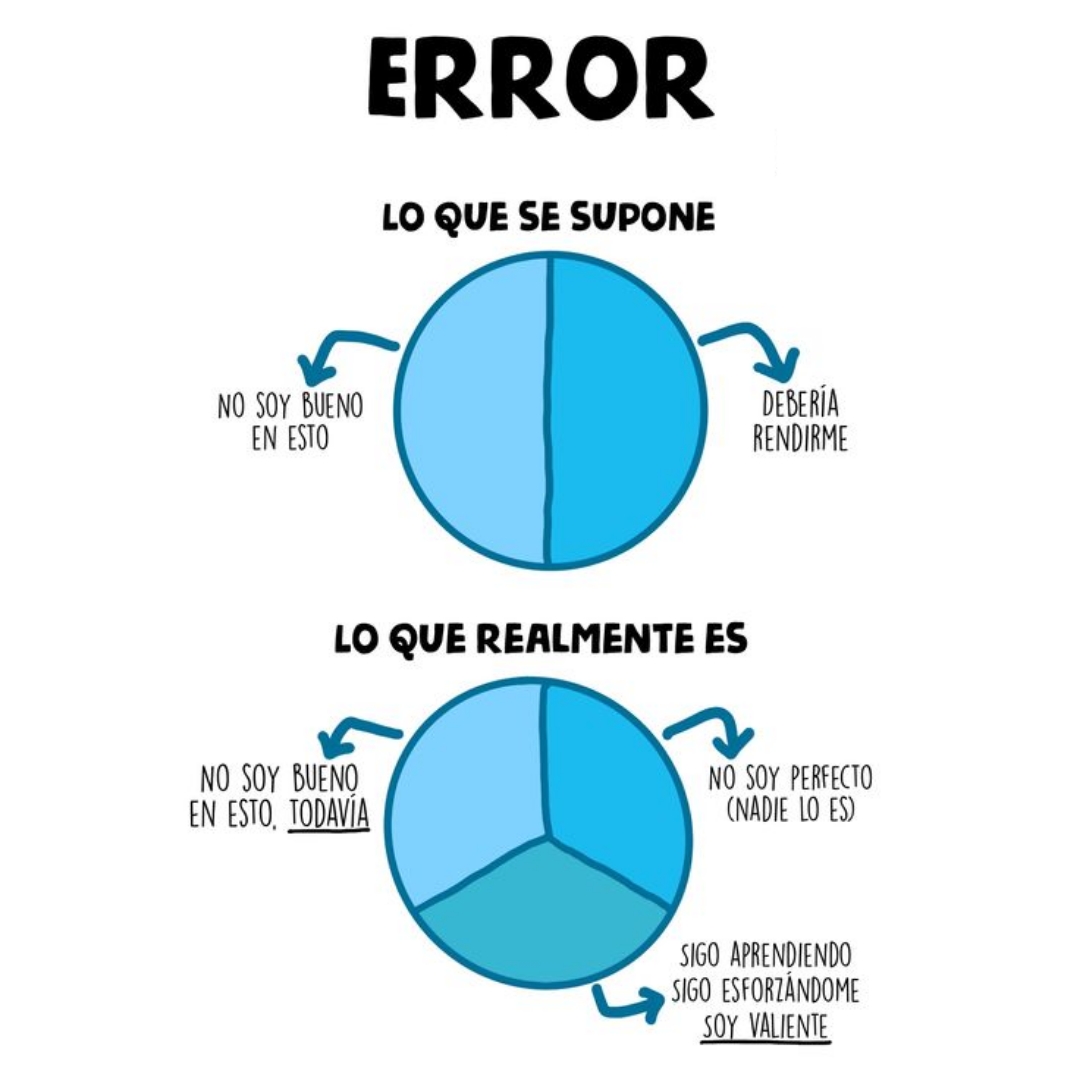 ERROR
LO QUE SE SUPONE
NO SOY BUENO
EN ESTO
DEBERÍA
RENDIRME
LO QUE REALMENTE ES
NO SOY BUENO
EN ESTO, TODAVÍA
NO SOY PERFECTO
(NADIE LO ES)
SIGO APRENDIENDO
SIGO ESFORZÁNDOME
SOY VALIENTE